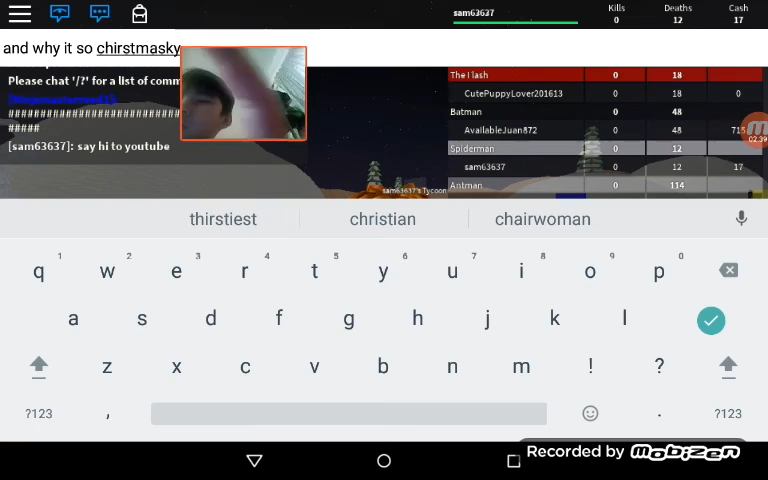 sam63637
Kills
Deaths
Cash
0
12
17
and why it so chirstmasky
Please chat '/?' for a list of comm
###########################
#####
[sam63637]: say hi to youtube
The Flash 0 18
CutePuppyLover201613 0 18 0
Batman 0 48
AvailableJuan872 0 48 715
Spiderman 0 12
sam63637 0 12 17
Antman 0 114
sam63637's Tycoon
02:39
thirstiest christian chairwoman
1 2 3 4 5 6 7 8 9 0
q w e r t y u i o p
a s d f g h j k l
z x c v b n m ! ?
?123 , . ?123
Recorded by mobizen